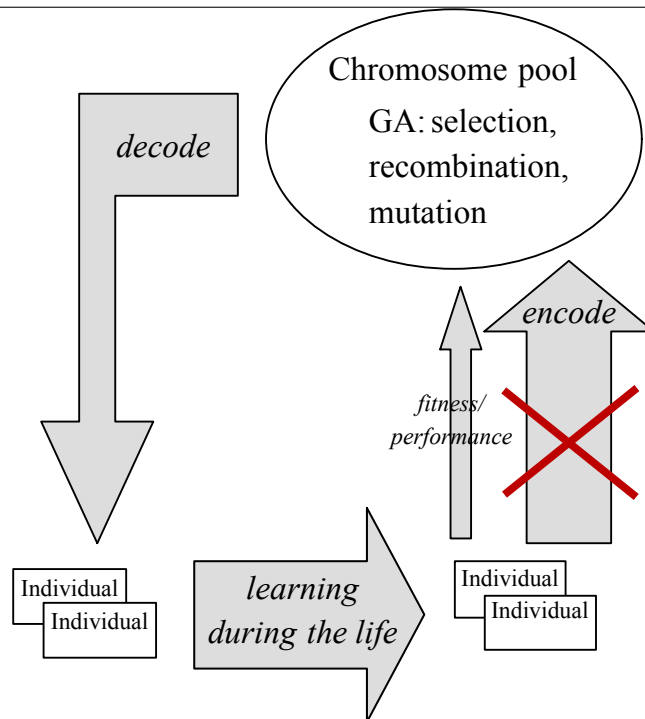 Chromosome pool
GA: selection,
recombination,
mutation
decode
encode
fitness/
performance
Individual
Individual
learning
during the life
Individual
Individual